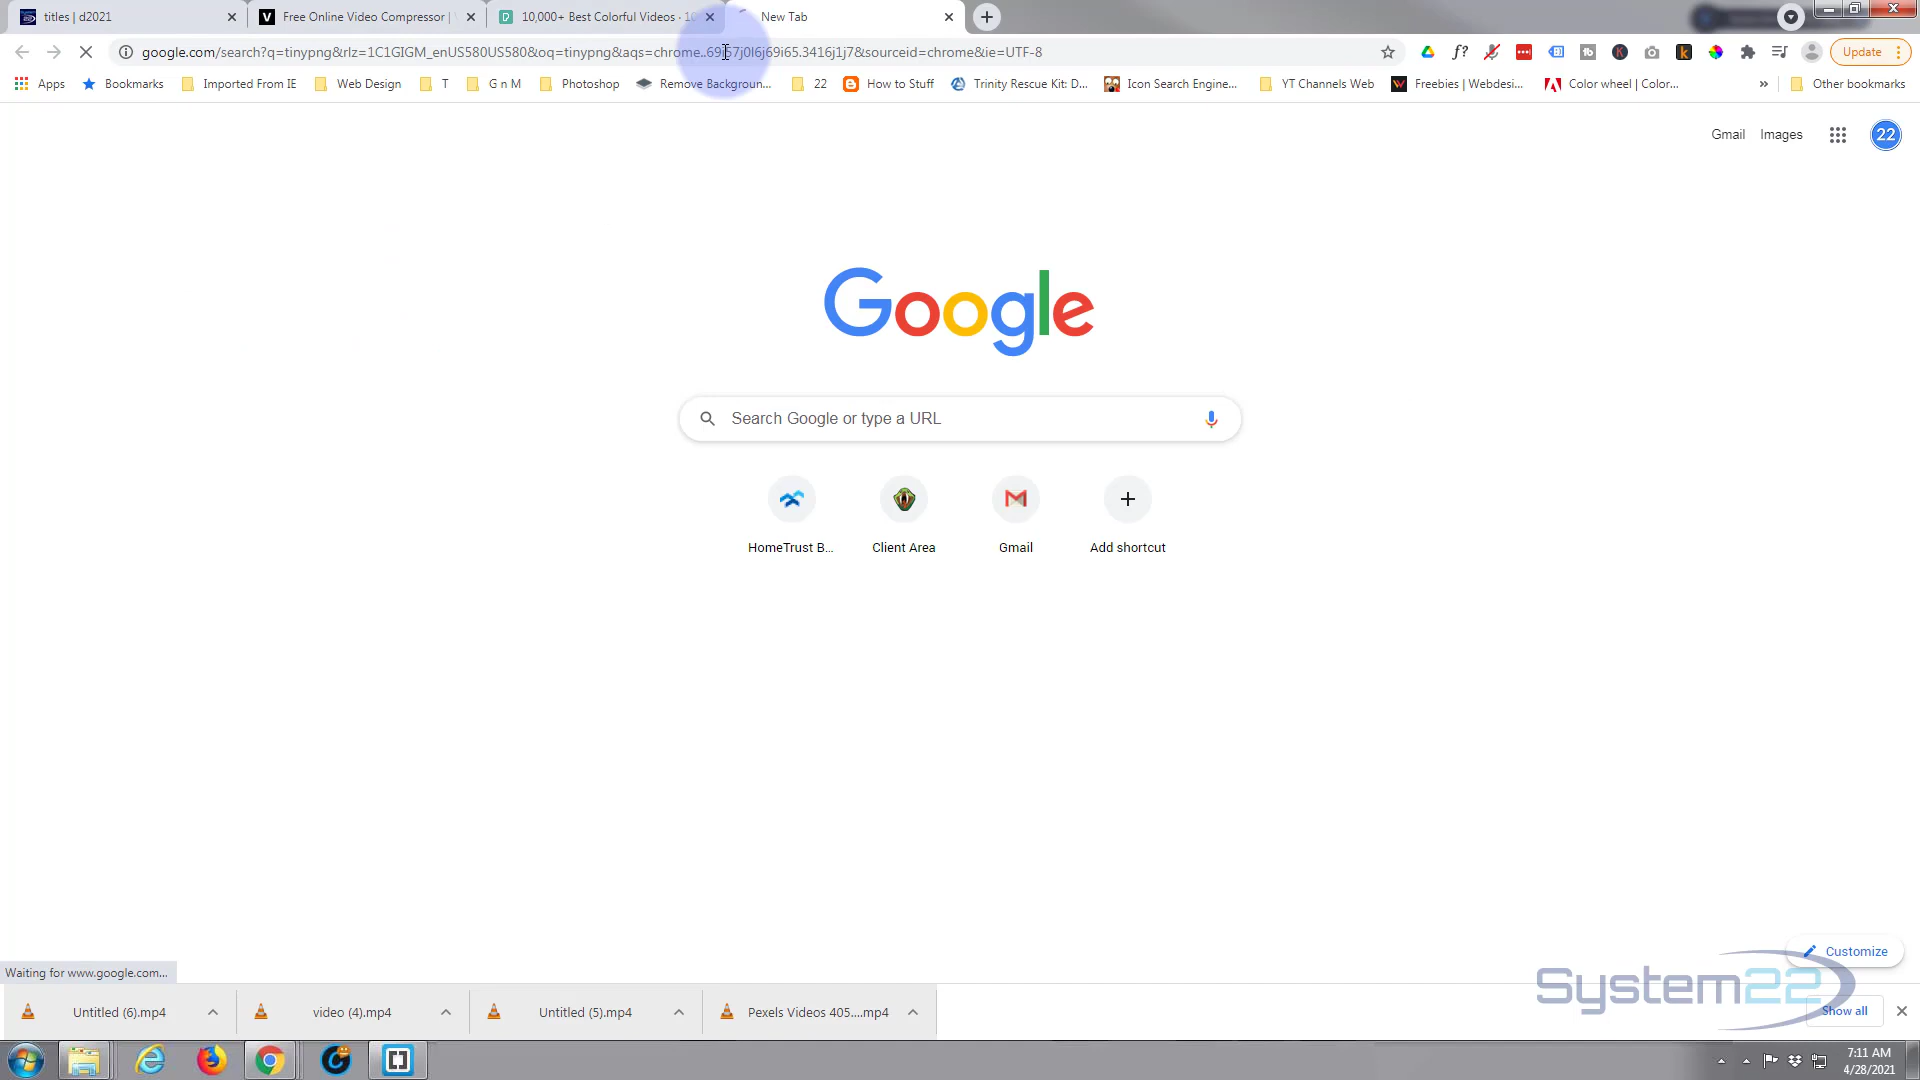 titles | d2021
Free Online Video Compressor |
10,000+ Best Colorful Videos · 10
New Tab
google.com/search?q=tinypng&rlz=1C1GIGM_enUS580US580&oq=tinypng&aqs=chrome..69i57j0l6j69i65.3416j1j7&sourceid=chrome&ie=UTF-8
Update
Apps
Bookmarks
Imported From IE
Web Design
T
G n M
Photoshop
Remove Backgroun...
22
How to Stuff
Trinity Rescue Kit: D...
Icon Search Engine...
YT Channels Web
Freebies | Webdesi...
Color wheel | Color...
»
Other bookmarks
Gmail
Images
22
Google
Search Google or type a URL
HomeTrust B...
Client Area
Gmail
Add shortcut
Customize
Waiting for www.google.com...
System22
Untitled (6).mp4
video (4).mp4
Untitled (5).mp4
Pexels Videos 405....mp4
Show all
7:11 AM
4/28/2021